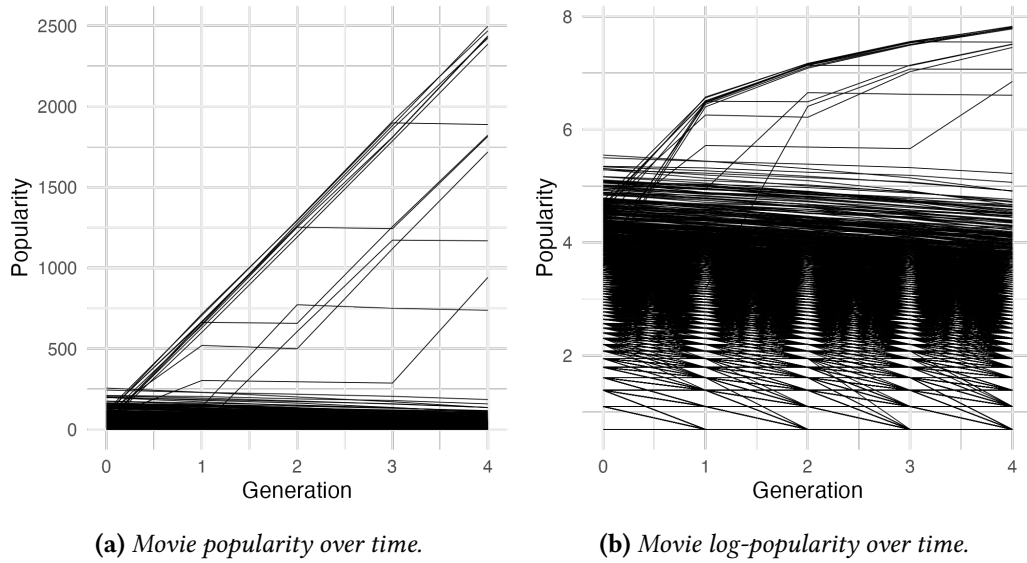 2500
2000
1500
1000
500
0
Popularity
0 1 2 3 4
Generation
(a) Movie popularity over time.
8
6
4
2
Popularity
0 1 2 3 4
Generation
(b) Movie log-popularity over time.